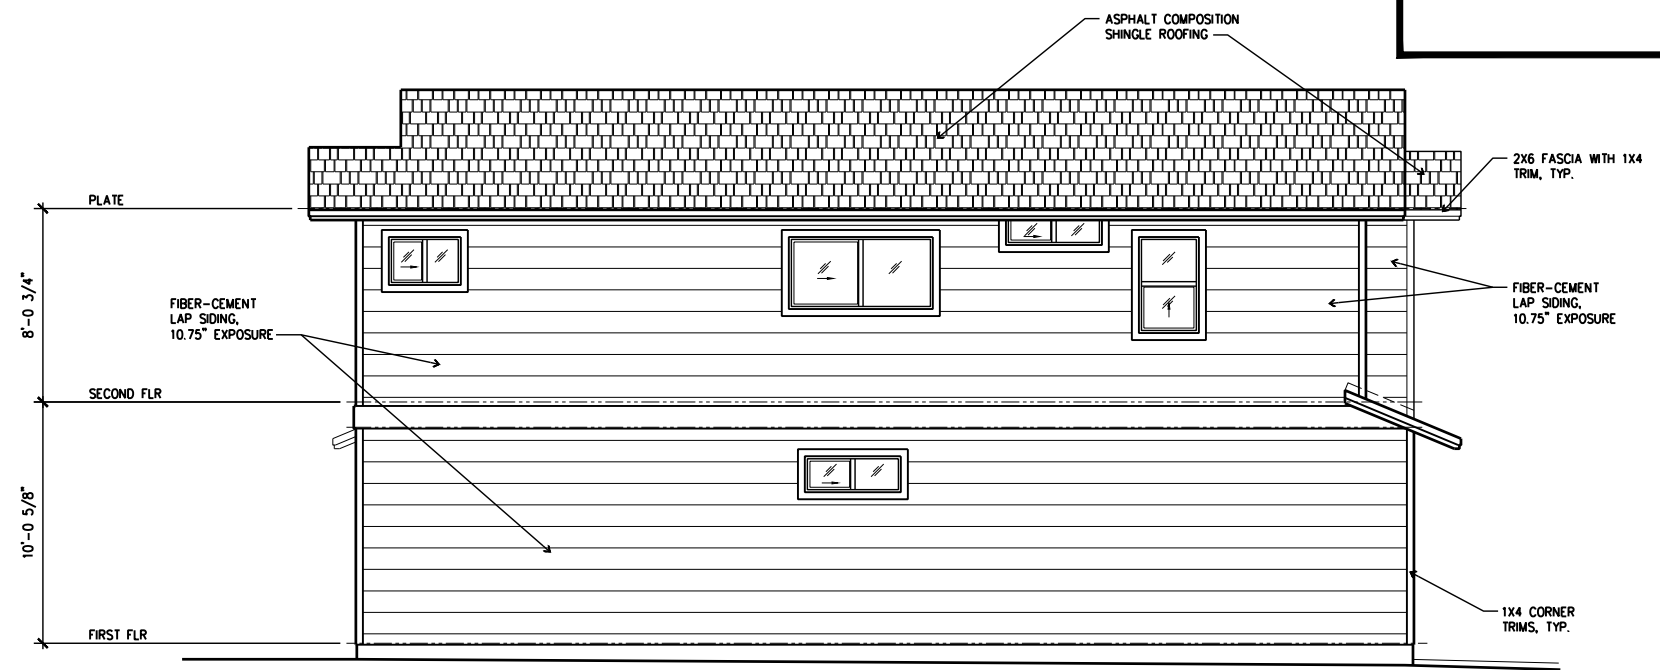 ASPHALT COMPOSITION
SHINGLE ROOFING
2X6 FASCIA WITH 1X4
TRIM, TYP.
PLATE
8'-0 3/4"
FIBER-CEMENT
LAP SIDING,
10.75" EXPOSURE
FIBER-CEMENT
LAP SIDING,
10.75" EXPOSURE
SECOND FLR
10'-0 5/8"
1X4 CORNER
TRIMS, TYP.
FIRST FLR